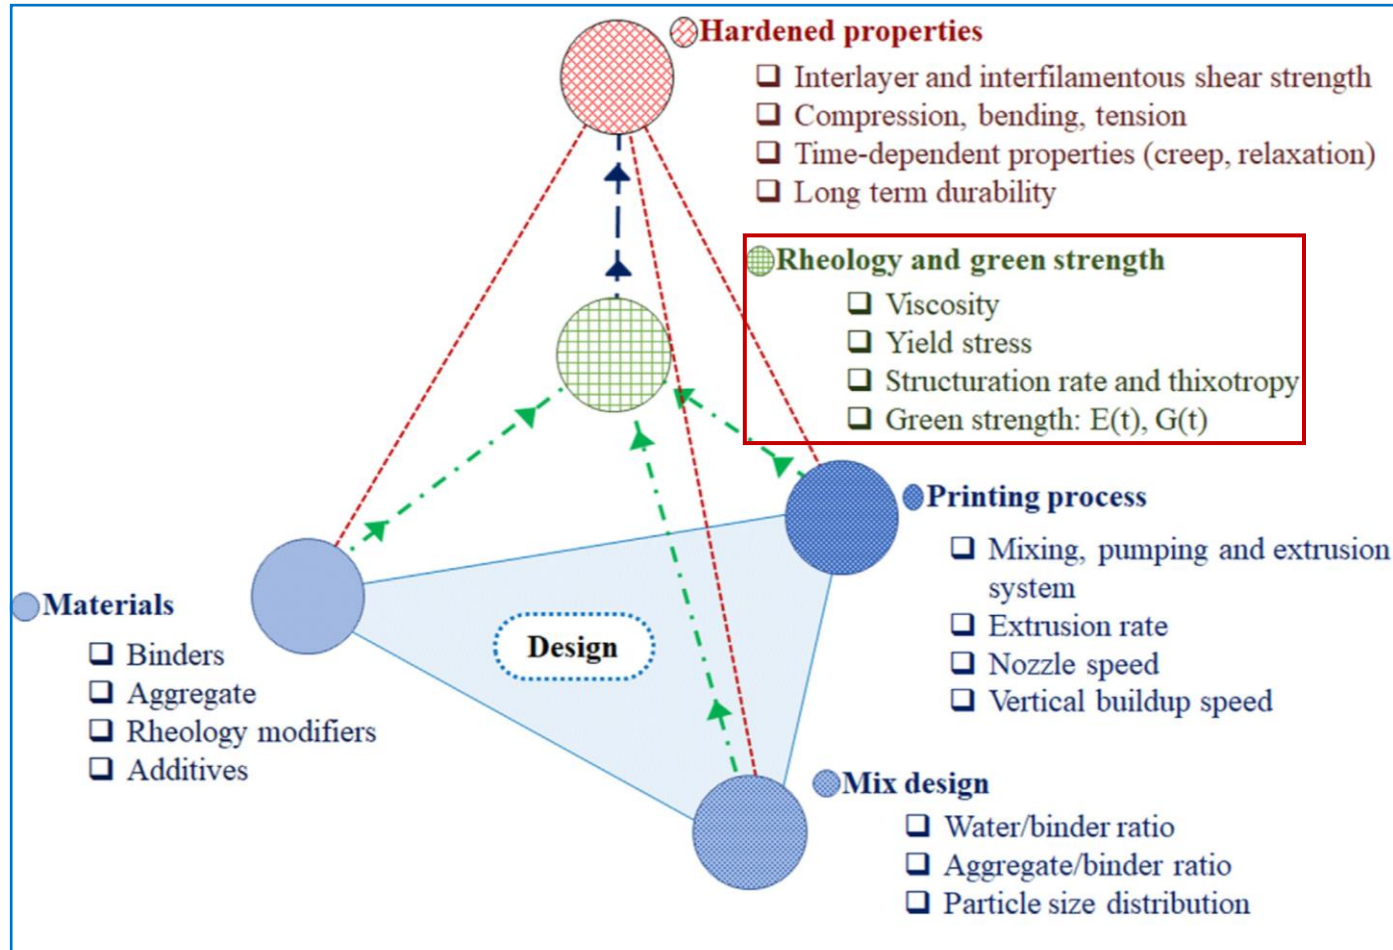 Hardened properties
Interlayer and interfilamentous shear strength
Compression, bending, tension
Time-dependent properties (creep, relaxation)
Long term durability
Rheology and green strength
Viscosity
Yield stress
Structuration rate and thixotropy
Green strength: E(t), G(t)
Printing process
Mixing, pumping and extrusion
system
Extrusion rate
Nozzle speed
Vertical buildup speed
Materials
Binders
Aggregate
Rheology modifiers
Additives
Design
Mix design
Water/binder ratio
Aggregate/binder ratio
Particle size distribution